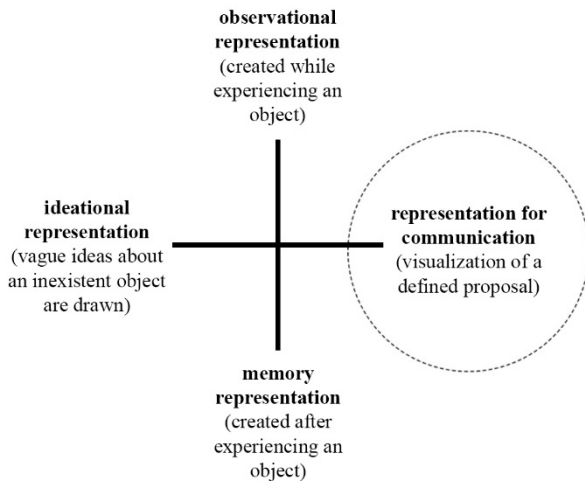 observational
representation
(created while
experiencing an
object)
ideational
representation
(vague ideas about
an inexistent object
are drawn)
representation for
communication
(visualization of a
defined proposal)
memory
representation
(created after
experiencing an
object)